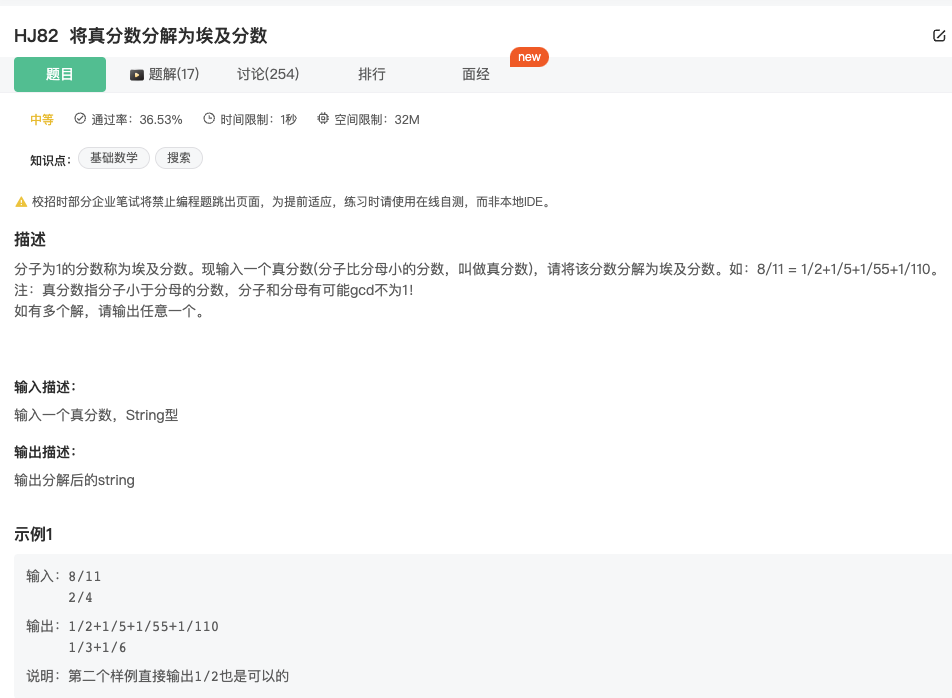 HJ82 将真分数分解为埃及分数
题目 题解(17) 讨论(254) 排行 面经 new
中等 通过率：36.53% 时间限制：1秒 空间限制：32M
知识点： 基础数学 搜索
校招时部分企业笔试将禁止编程题跳出页面，为提前适应，练习时请使用在线自测，而非本地IDE。
描述
分子为1的分数称为埃及分数。现输入一个真分数(分子比分母小的分数，叫做真分数)，请将该分数分解为埃及分数。如：8/11 = 1/2+1/5+1/55+1/110。
注：真分数指分子小于分母的分数，分子和分母有可能gcd不为1！
如有多个解，请输出任意一个。
输入描述：
输入一个真分数，String型
输出描述：
输出分解后的string
示例1
输入：8/11
2/4
输出：1/2+1/5+1/55+1/110
1/3+1/6
说明：第二个样例直接输出1/2也是可以的